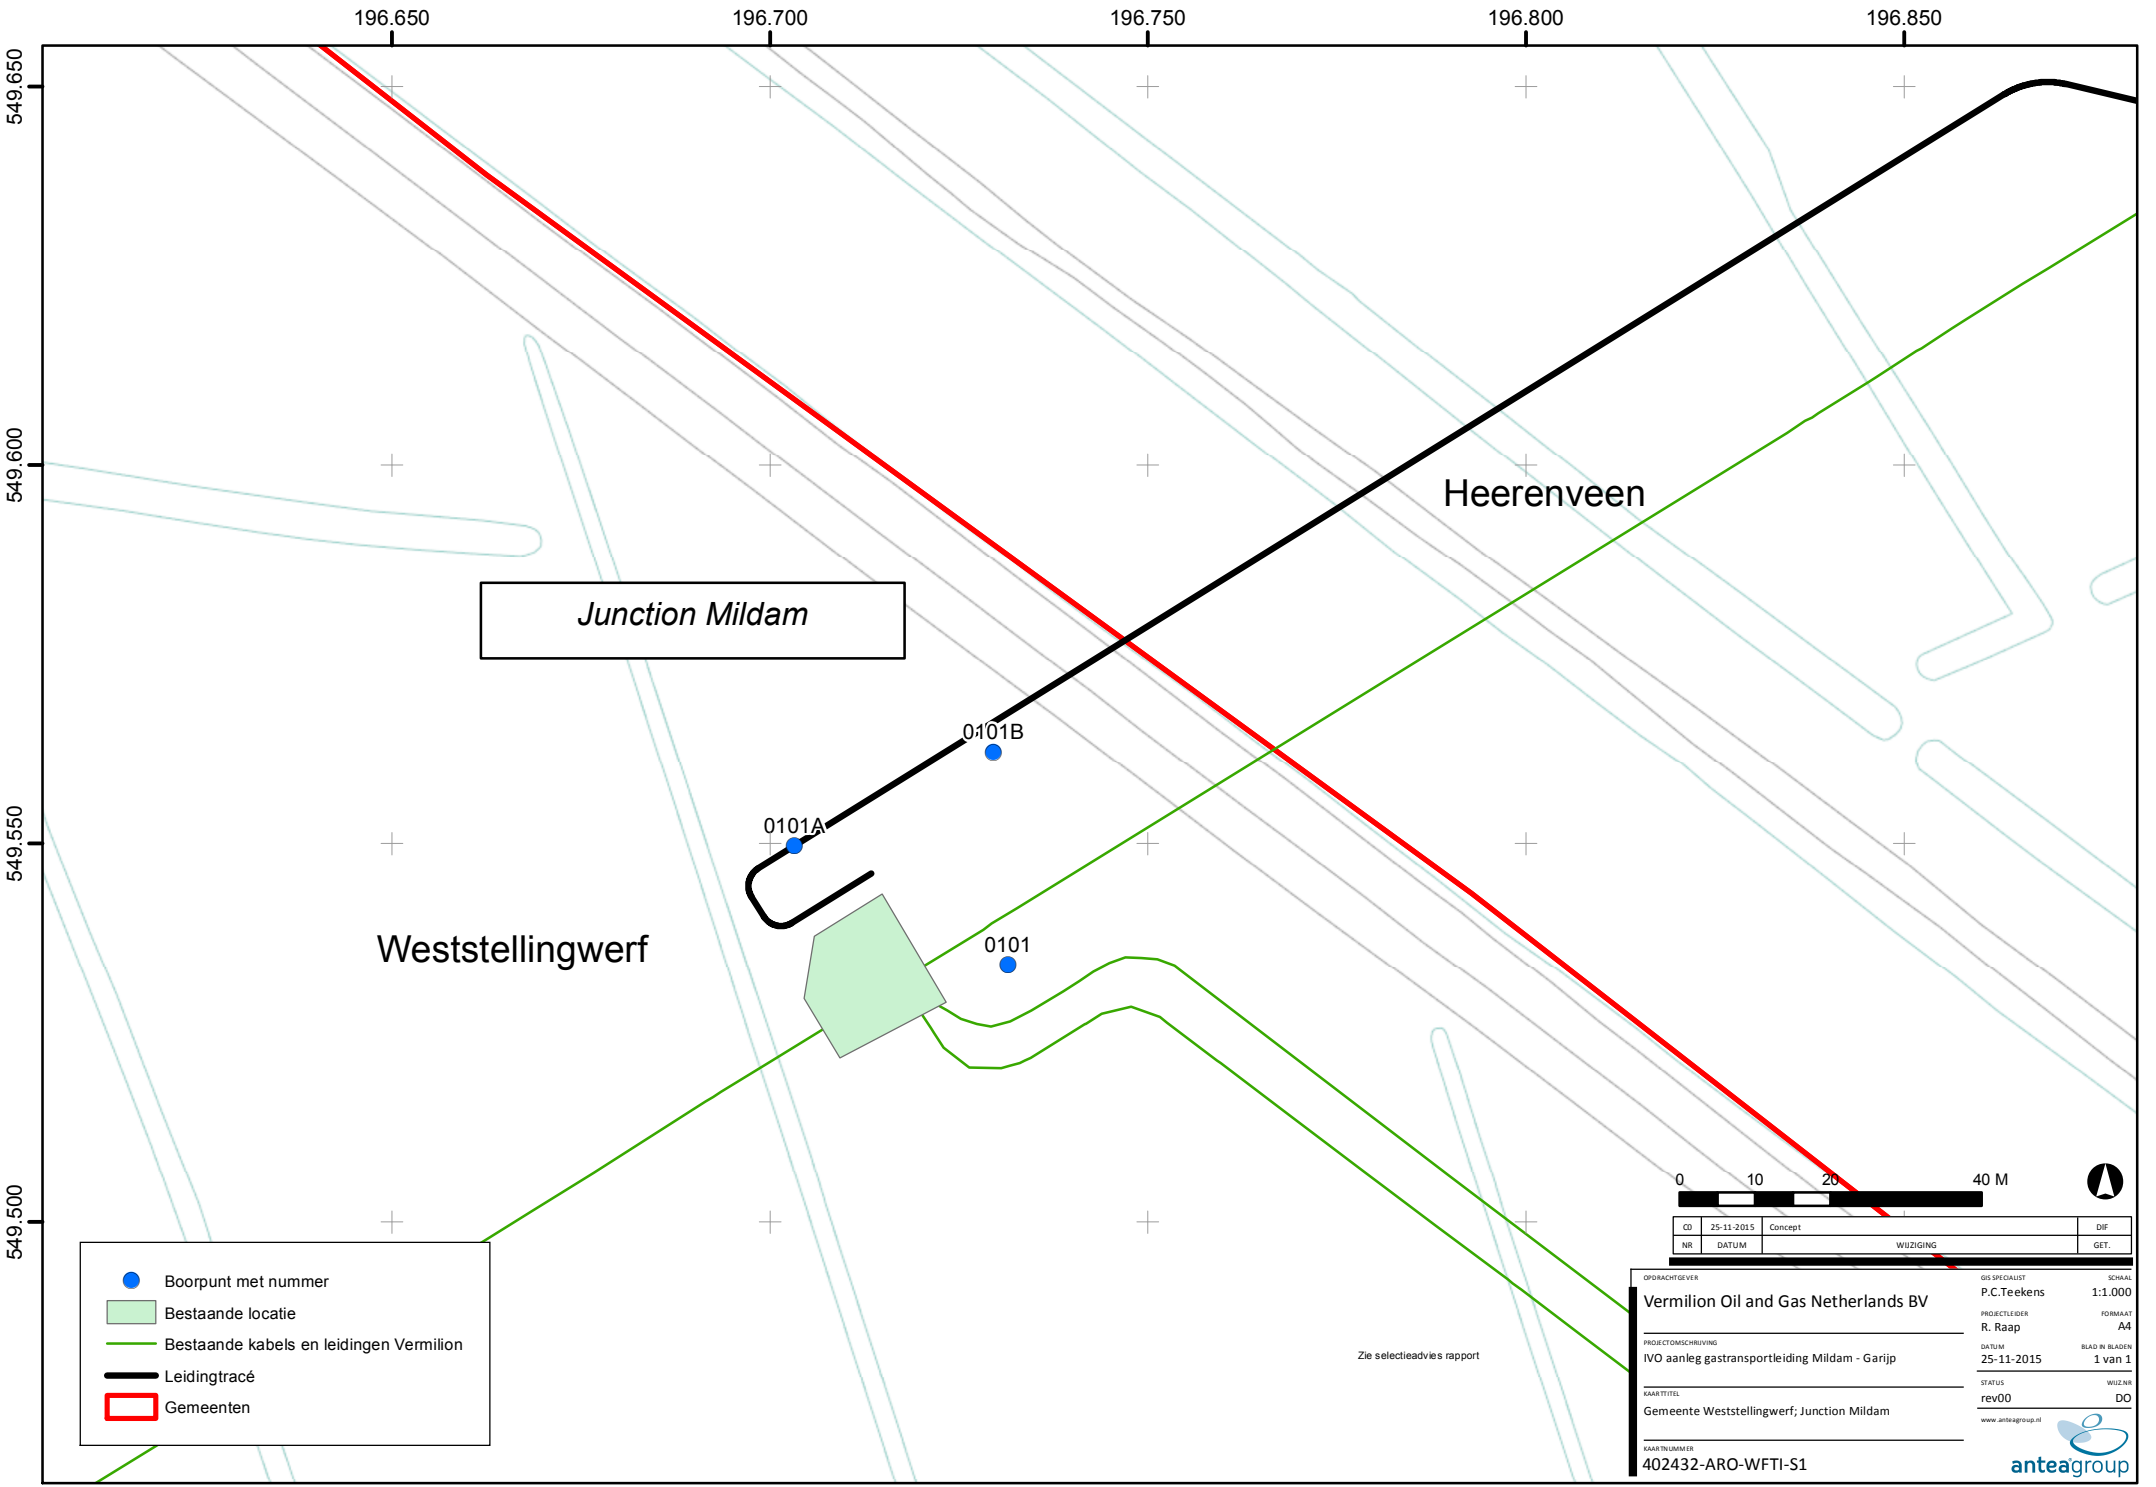 196.650 196.700 196.750 196.800 196.850
549.650
549.600
549.550
549.500
Heerenveen
Junction Mildam
0101B
0101A
0101
Weststellingwerf
0 10 20 40 M
C0 25-11-2015 Concept DIF
NR DATUM WIJZIGING GET.
Boorpunt met nummer
Bestaande locatie
Bestaande kabels en leidingen Vermilion
Leidingtracé
Gemeenten
Zie selectieadvies rapport
OPDRACHTGEVER
Vermilion Oil and Gas Netherlands BV
PROJECTOMSCHRIJVING
IVO aanleg gastransportleiding Mildam - Garijp
KAARTTITEL
Gemeente Weststellingwerf; Junction Mildam
KAARTNUMMER
402432-ARO-WFTI-S1
GIS SPECIALIST SCHAAL
P.C.Teekens 1:1.000
PROJECTLEIDER FORMAAT
R. Raap A4
DATUM BLAD IN BLADEN
25-11-2015 1 van 1
STATUS WIJZ.NR
rev00 DO
www.anteagroup.nl
anteagroup